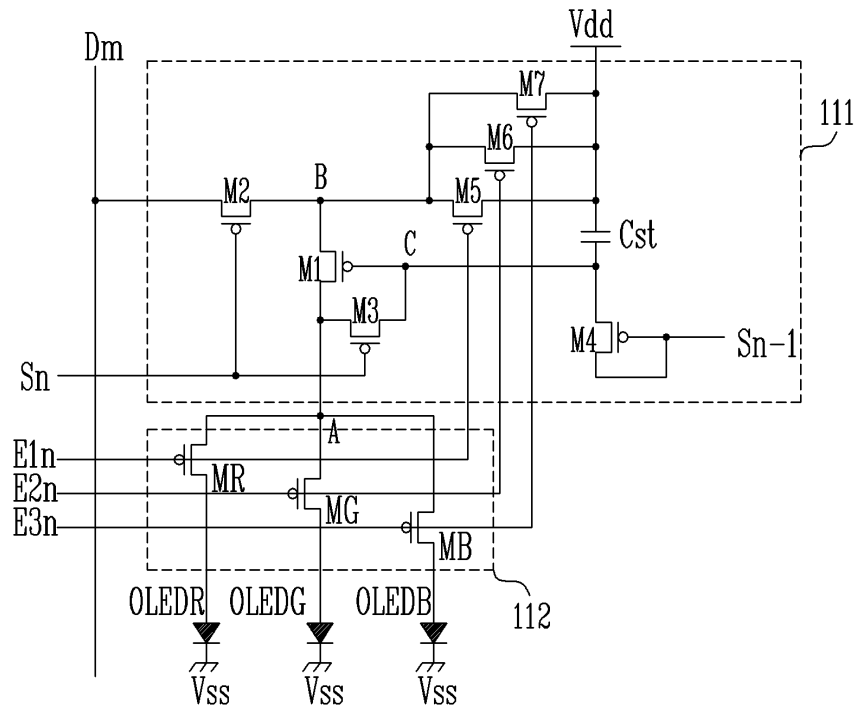 Vdd
Dm
M7
111
M6
B
M2
M5
C
Cst
M1
M3
M4
Sn-1
Sn
A
E1n
MR
E2n
MG
E3n
MB
OLEDR
OLEDG
OLEDB
112
Vss
Vss
Vss